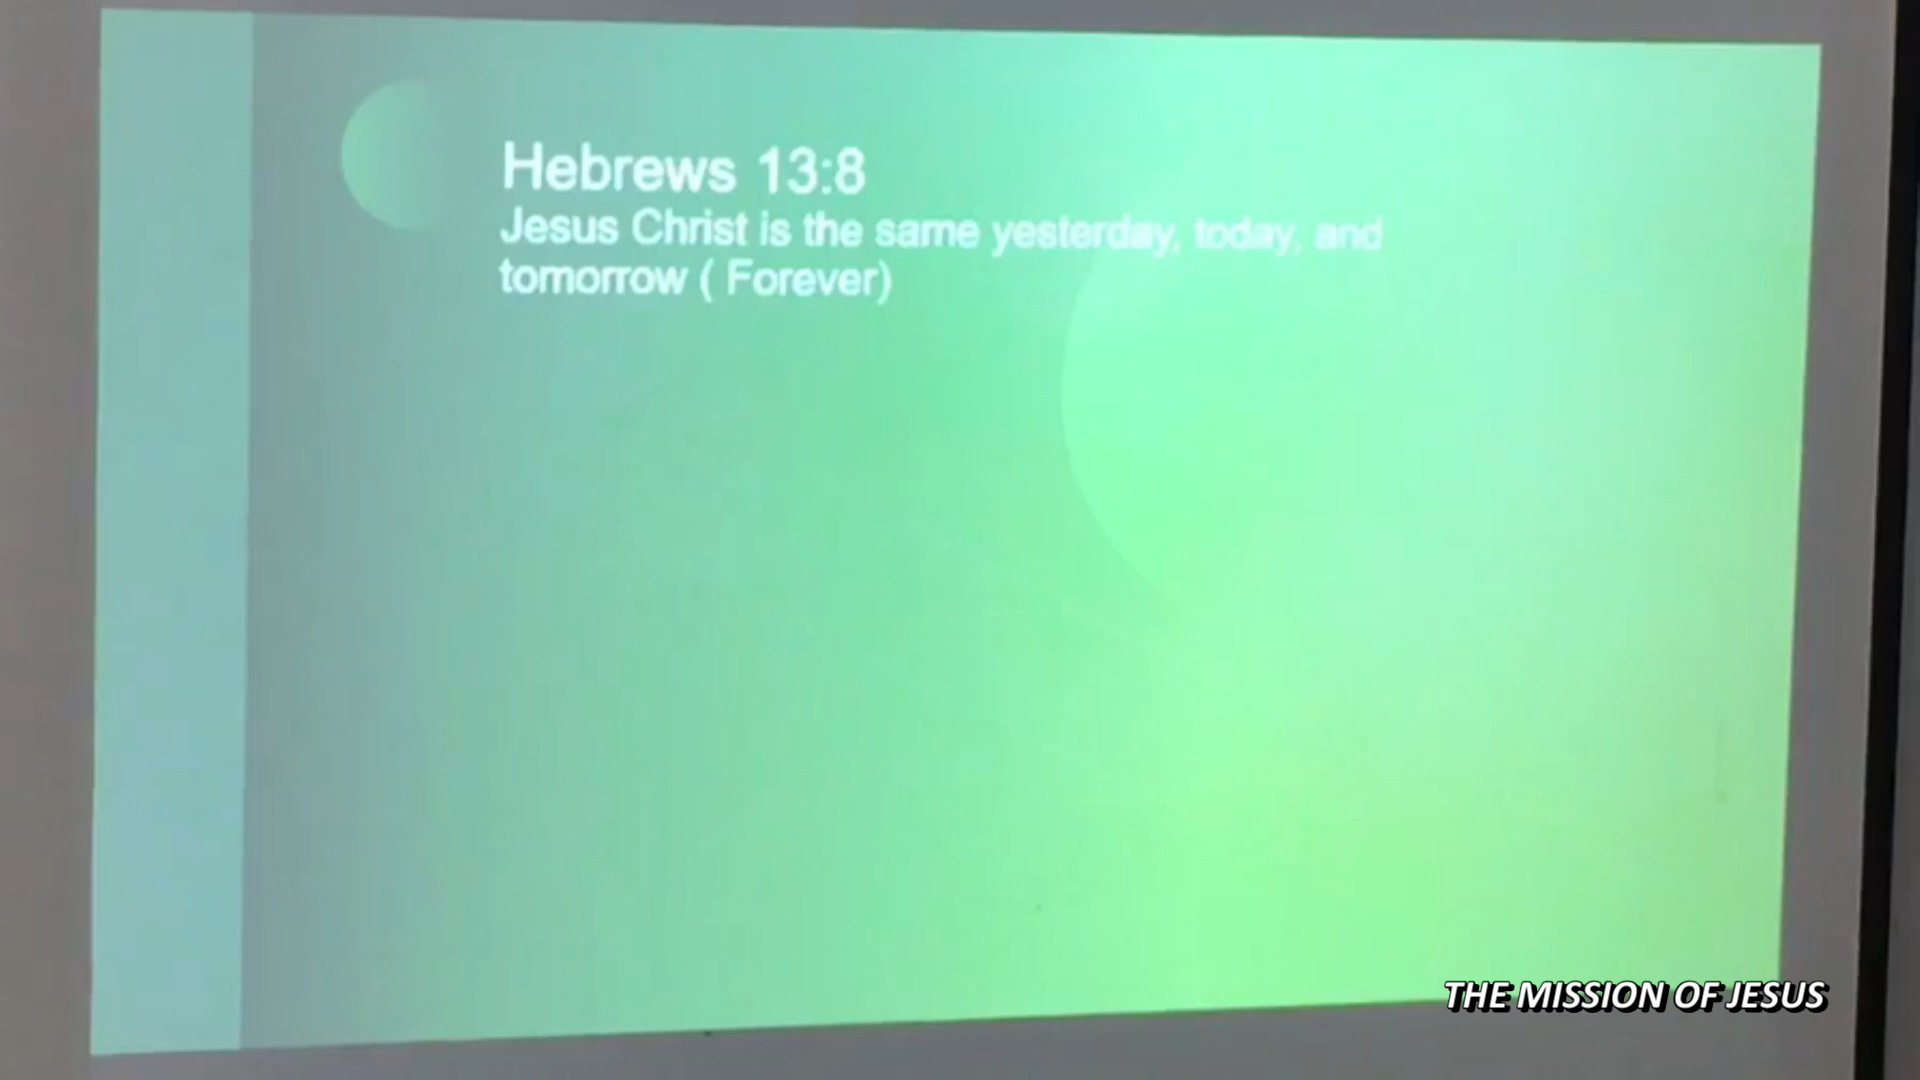 Hebrews 13:8
Jesus Christ is the same yesterday, today, and
tomorrow ( Forever)
THE MISSION OF JESUS